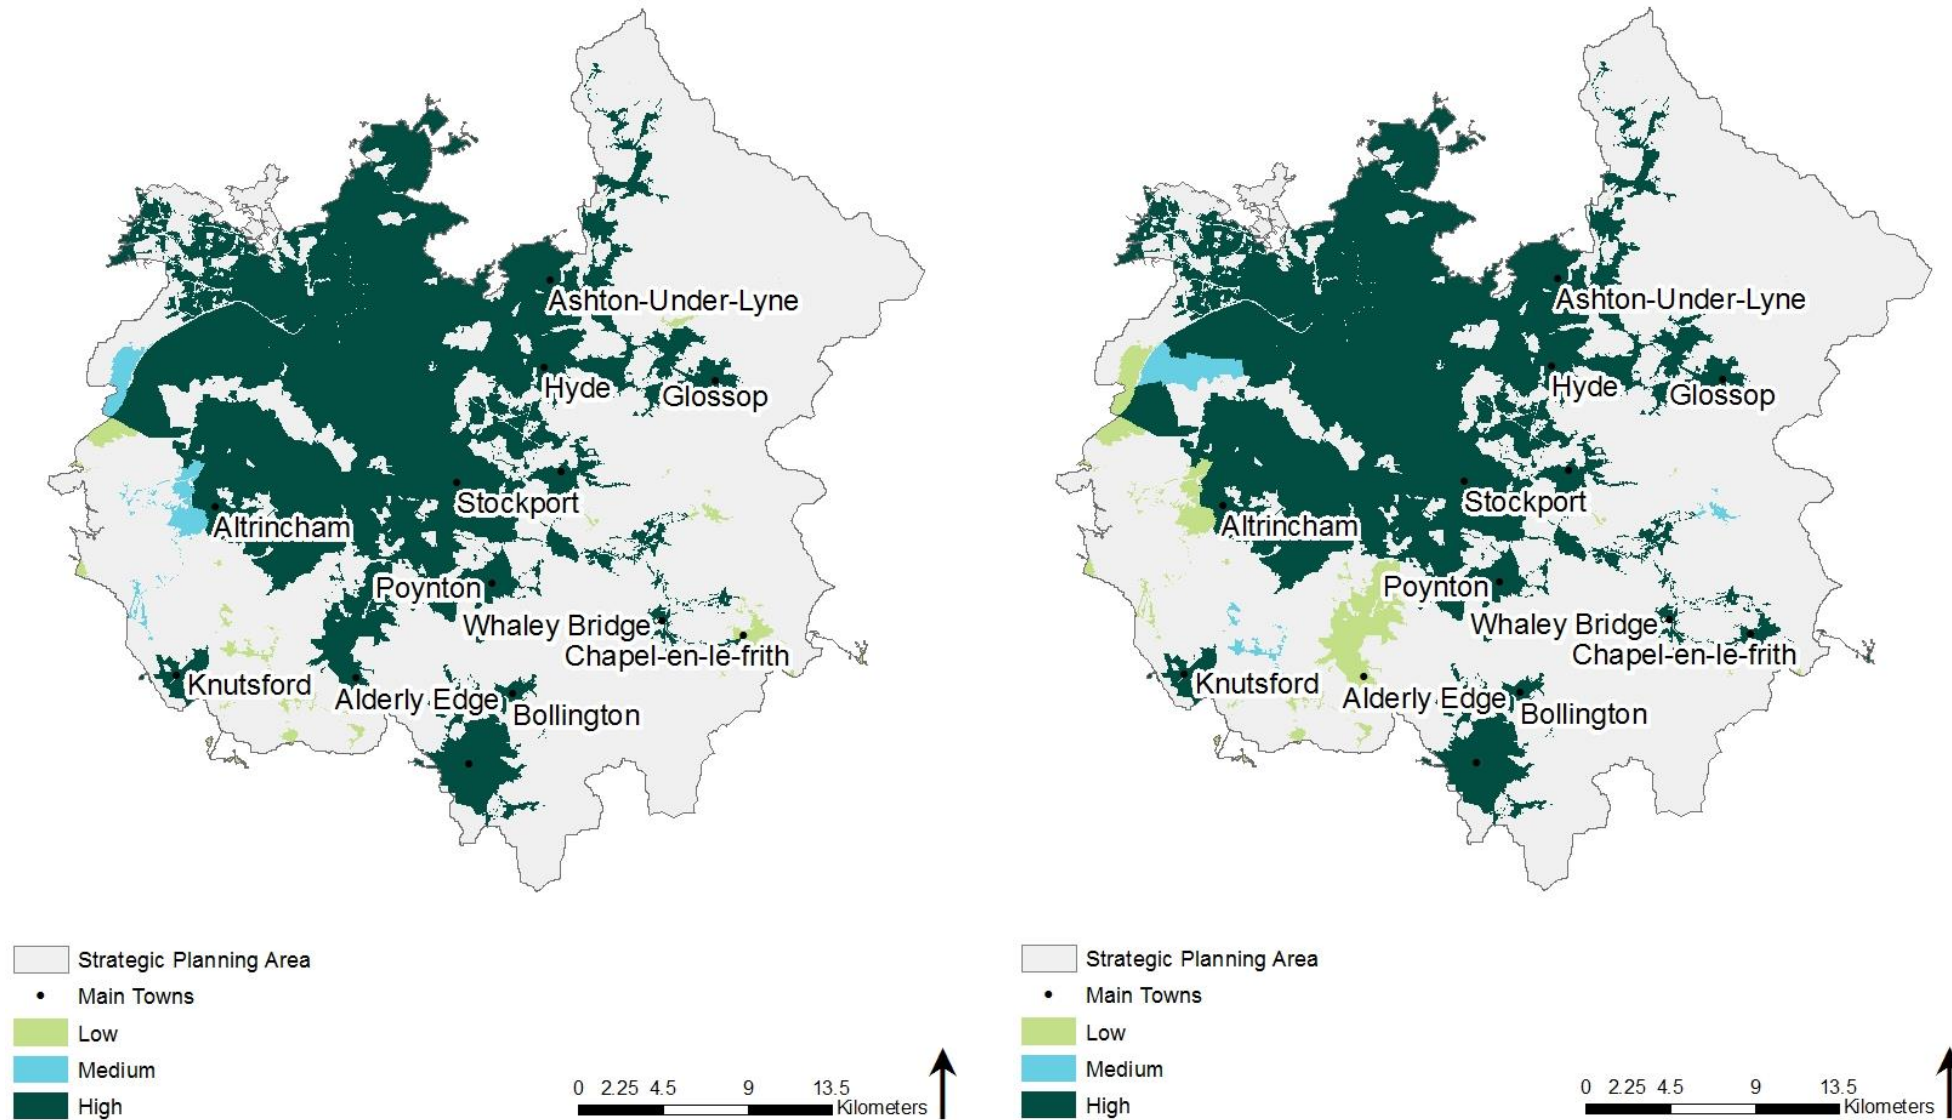 Ashton-Under-Lyne
Hyde
Glossop
Stockport
Altrincham
Poynton
Whaley Bridge
Chapel-en-le-frith
Knutsford
Alderly Edge
Bollington
Strategic Planning Area
Main Towns
Low
Medium
High
0 2.25 4.5 9 13.5
Kilometers
Ashton-Under-Lyne
Hyde
Glossop
Stockport
Altrincham
Poynton
Whaley Bridge
Chapel-en-le-frith
Knutsford
Alderly Edge
Bollington
Strategic Planning Area
Main Towns
Low
Medium
High
0 2.25 4.5 9 13.5
Kilometers